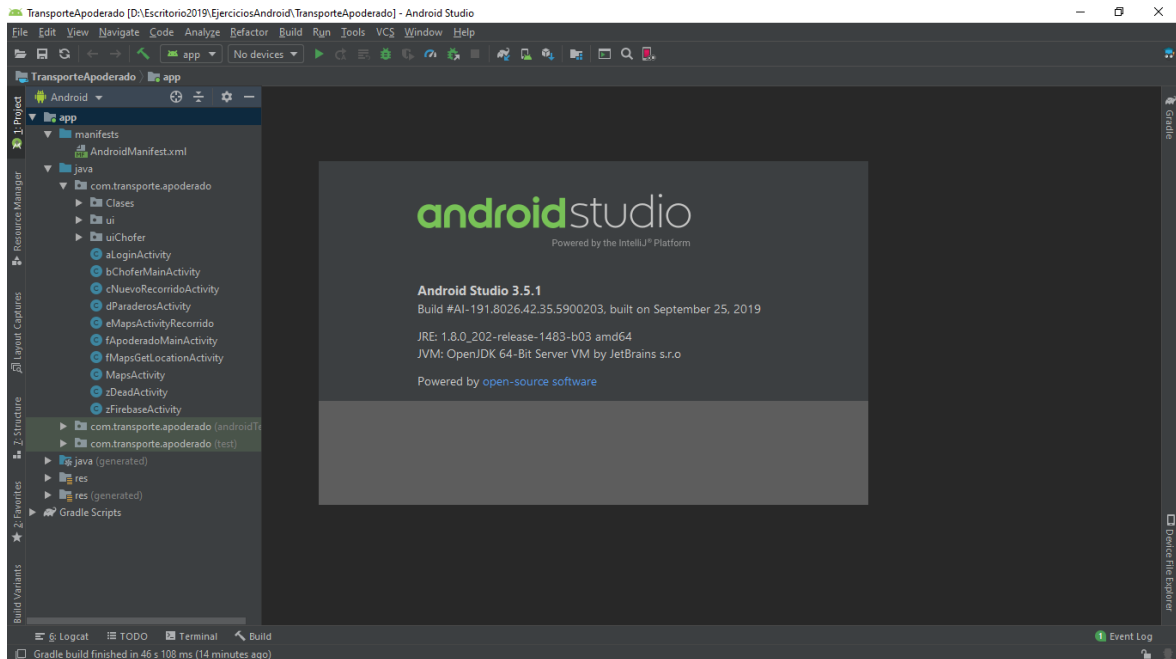 TransporteApoderado [D:\Escritorio2019\EjerciciosAndroid\TransporteApoderado] - Android Studio
File Edit View Navigate Code Analyze Refactor Build Run Tools VCS Window Help
app No devices
TransporteApoderado app
Android
1: Project
Resource Manager
Layout Captures
7: Structure
2: Favorites
Build Variants
app
manifests
AndroidManifest.xml
java
com.transporte.apoderado
Clases
ui
uiChofer
aLoginActivity
bChoferMainActivity
cNuevoRecorridoActivity
dParaderosActivity
eMapsActivityRecorrido
fApoderadoMainActivity
fMapsGetLocationActivity
MapsActivity
zDeadActivity
zFirebaseActivity
com.transporte.apoderado (androidTe
com.transporte.apoderado (test)
java (generated)
res
res (generated)
Gradle Scripts
androidstudio
Powered by the IntelliJ® Platform
Android Studio 3.5.1
Build #AI-191.8026.42.35.5900203, built on September 25, 2019
JRE: 1.8.0_202-release-1483-b03 amd64
JVM: OpenJDK 64-Bit Server VM by JetBrains s.r.o
Powered by open-source software
Gradle
Device File Explorer
6: Logcat TODO Terminal Build 1 Event Log
Gradle build finished in 46 s 108 ms (14 minutes ago)